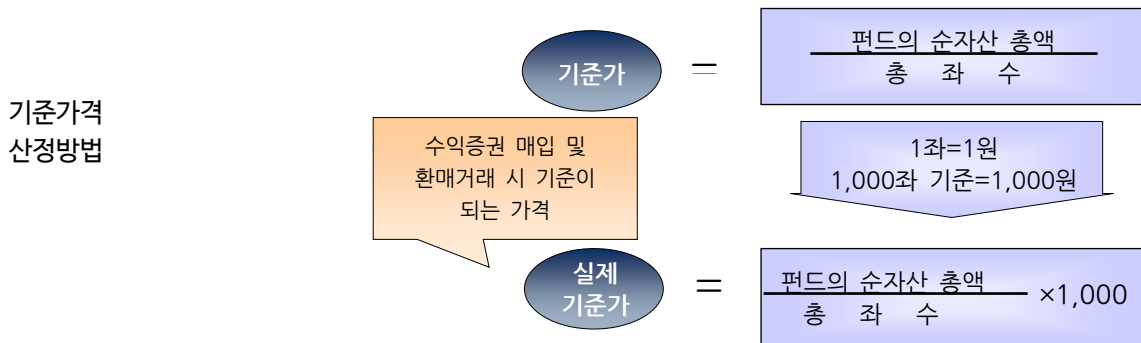 기준가격
산정방법
기준가
=
펀드의 순자산 총액
총 좌 수
수익증권 매입 및
환매거래 시 기준이
되는 가격
1좌=1원
1,000좌 기준=1,000원
실제
기준가
=
펀드의 순자산 총액
총 좌 수
×1,000